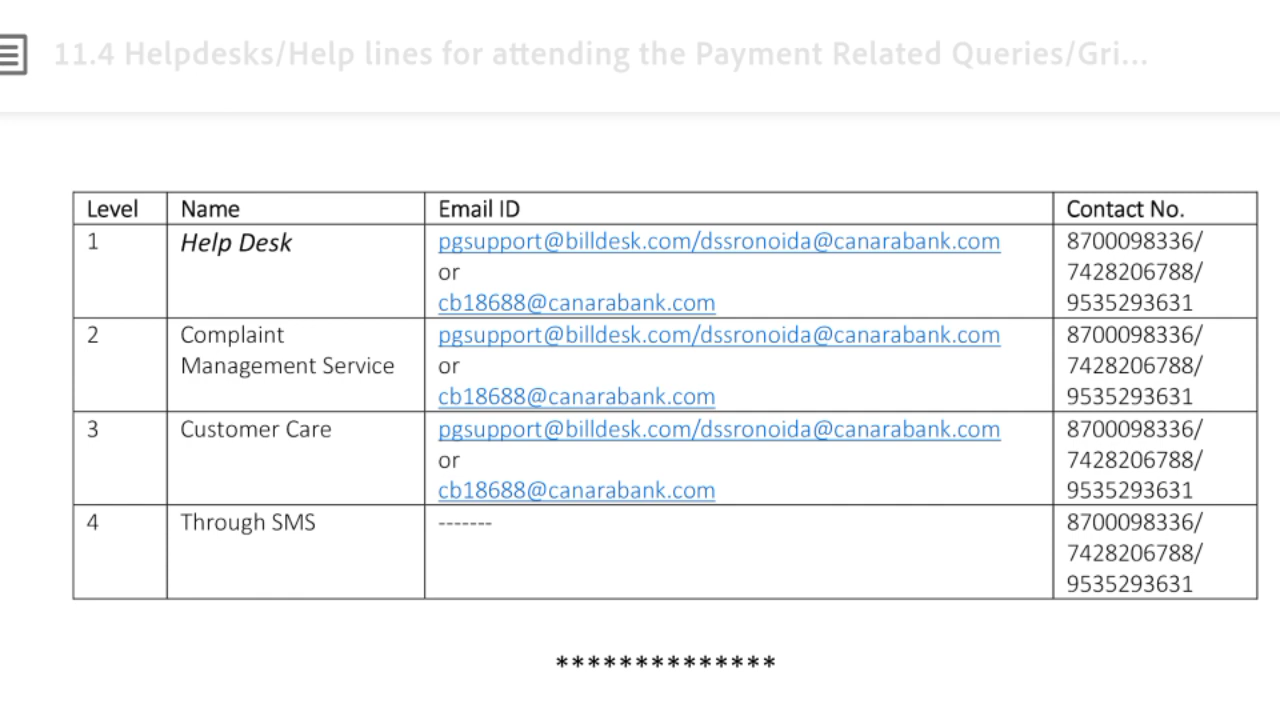 11.4 Helpdesks/Help lines for attending the Payment Related Queries/Gri...
Level Name Email ID Contact No.
1 Help Desk pgsupport@billdesk.com/dssronoida@canarabank.com 8700098336/
or 7428206788/
cb18688@canarabank.com 9535293631
2 Complaint pgsupport@billdesk.com/dssronoida@canarabank.com 8700098336/
Management Service or 7428206788/
cb18688@canarabank.com 9535293631
3 Customer Care pgsupport@billdesk.com/dssronoida@canarabank.com 8700098336/
or 7428206788/
cb18688@canarabank.com 9535293631
4 Through SMS ------- 8700098336/
7428206788/
9535293631
**************